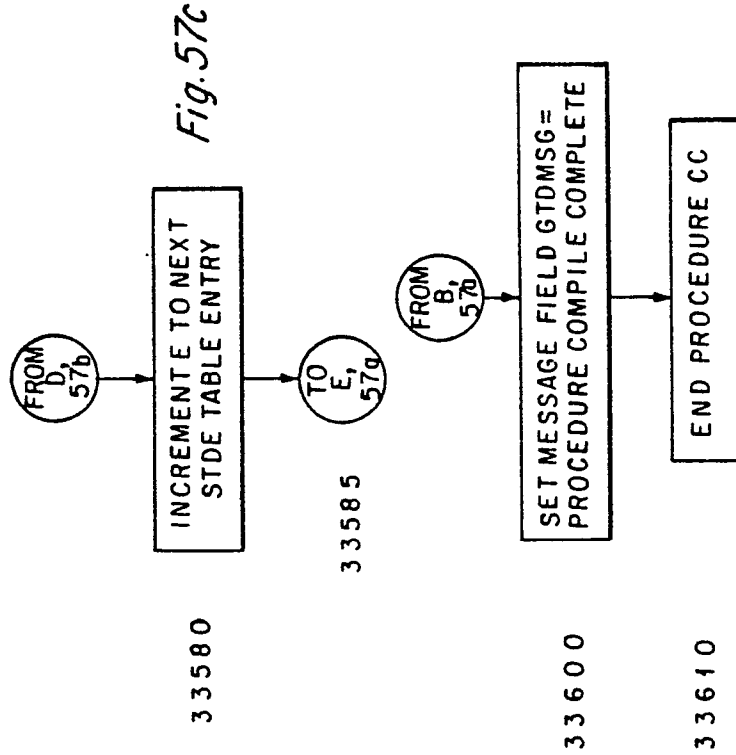 Fig. 57c
FROM
D,
57b
33580
INCREMENTE TO NEXT
STDE TABLE ENTRY
33585
TO
E,
57a
FROM
B,
57a
33600
SET MESSAGE FIELD GTDMSG=
PROCEDURE COMPILE COMPLETE
33610
END PROCEDURE CC